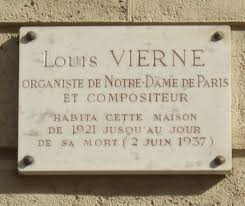 LOUIS VIERNE
ORGANISTE DE NOTRE-DAME DE PARIS
ET COMPOSITEUR
HABITA CETTE MAISON
DE 1921 JUSQU'AU JOUR
DE SA MORT (2 JUIN 1937)